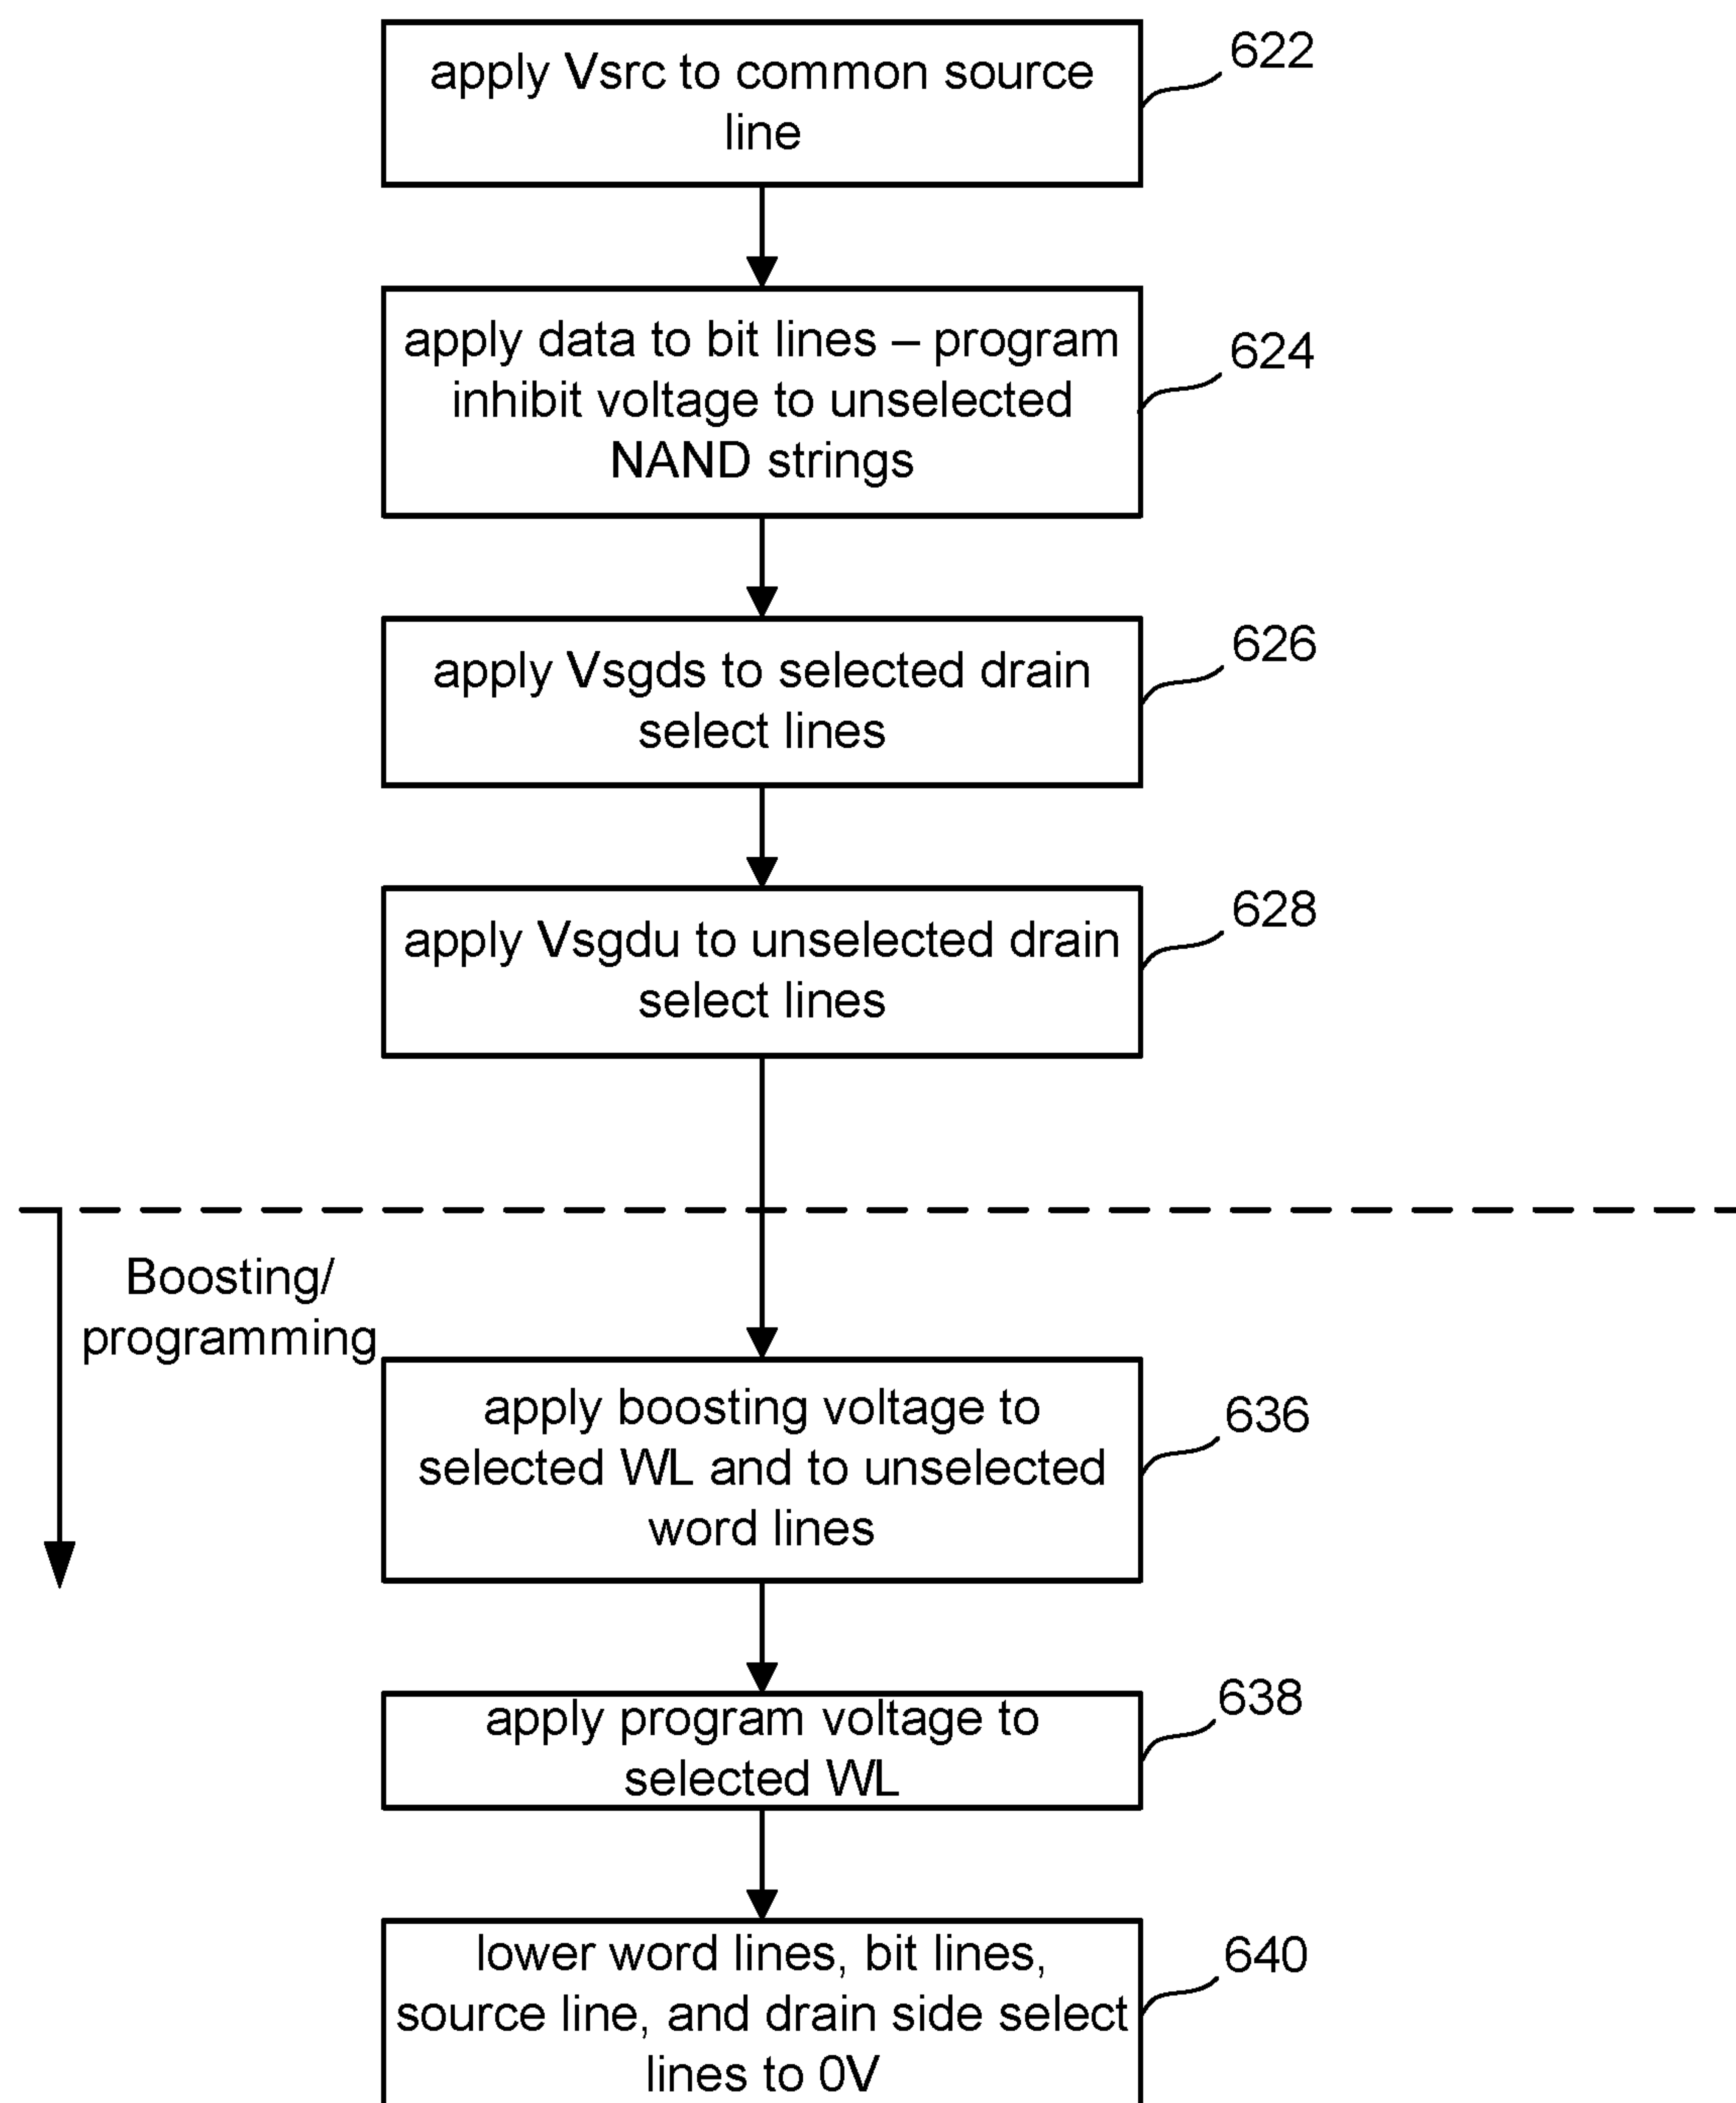 apply Vsrc to common source
line
622
apply data to bit lines – program
inhibit voltage to unselected
NAND strings
624
apply Vsgds to selected drain
select lines
626
apply Vsgdu to unselected drain
select lines
628
Boosting/
programming
apply boosting voltage to
selected WL and to unselected
word lines
636
apply program voltage to
selected WL
638
lower word lines, bit lines,
source line, and drain side select
lines to 0V
640